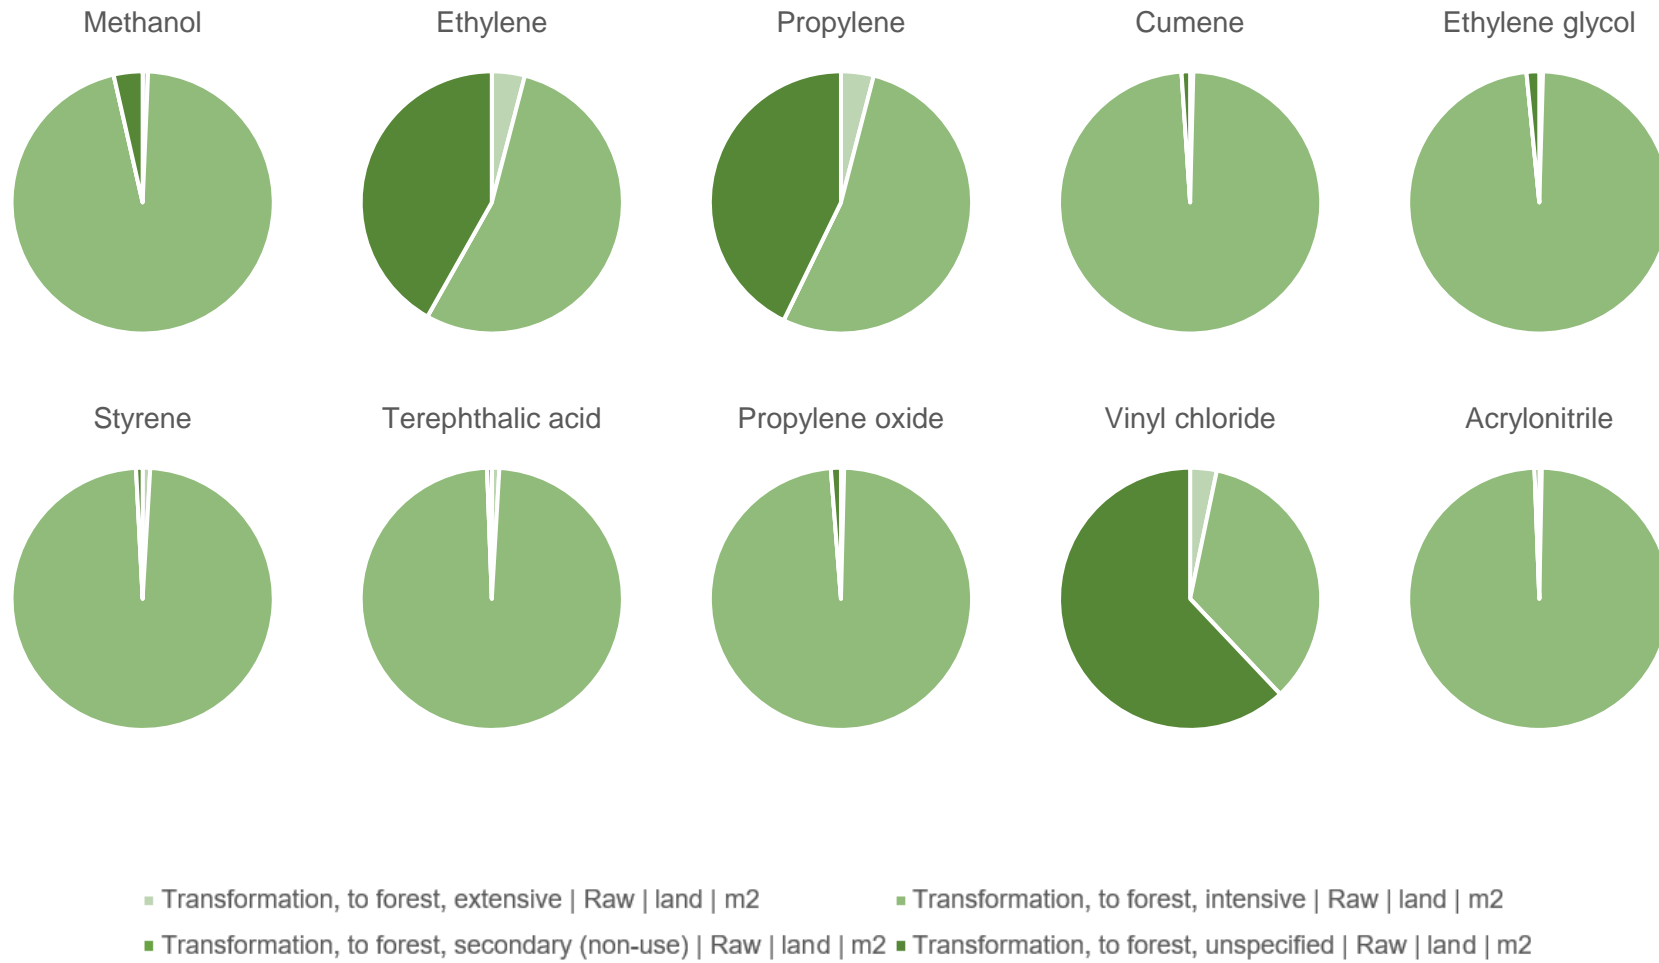 Methanol
Ethylene
Propylene
Cumene
Ethylene glycol
Styrene
Terephthalic acid
Propylene oxide
Vinyl chloride
Acrylonitrile
Transformation, to forest, extensive | Raw | land | m2
Transformation, to forest, intensive | Raw | land | m2
Transformation, to forest, secondary (non-use) | Raw | land | m2
Transformation, to forest, unspecified | Raw | land | m2